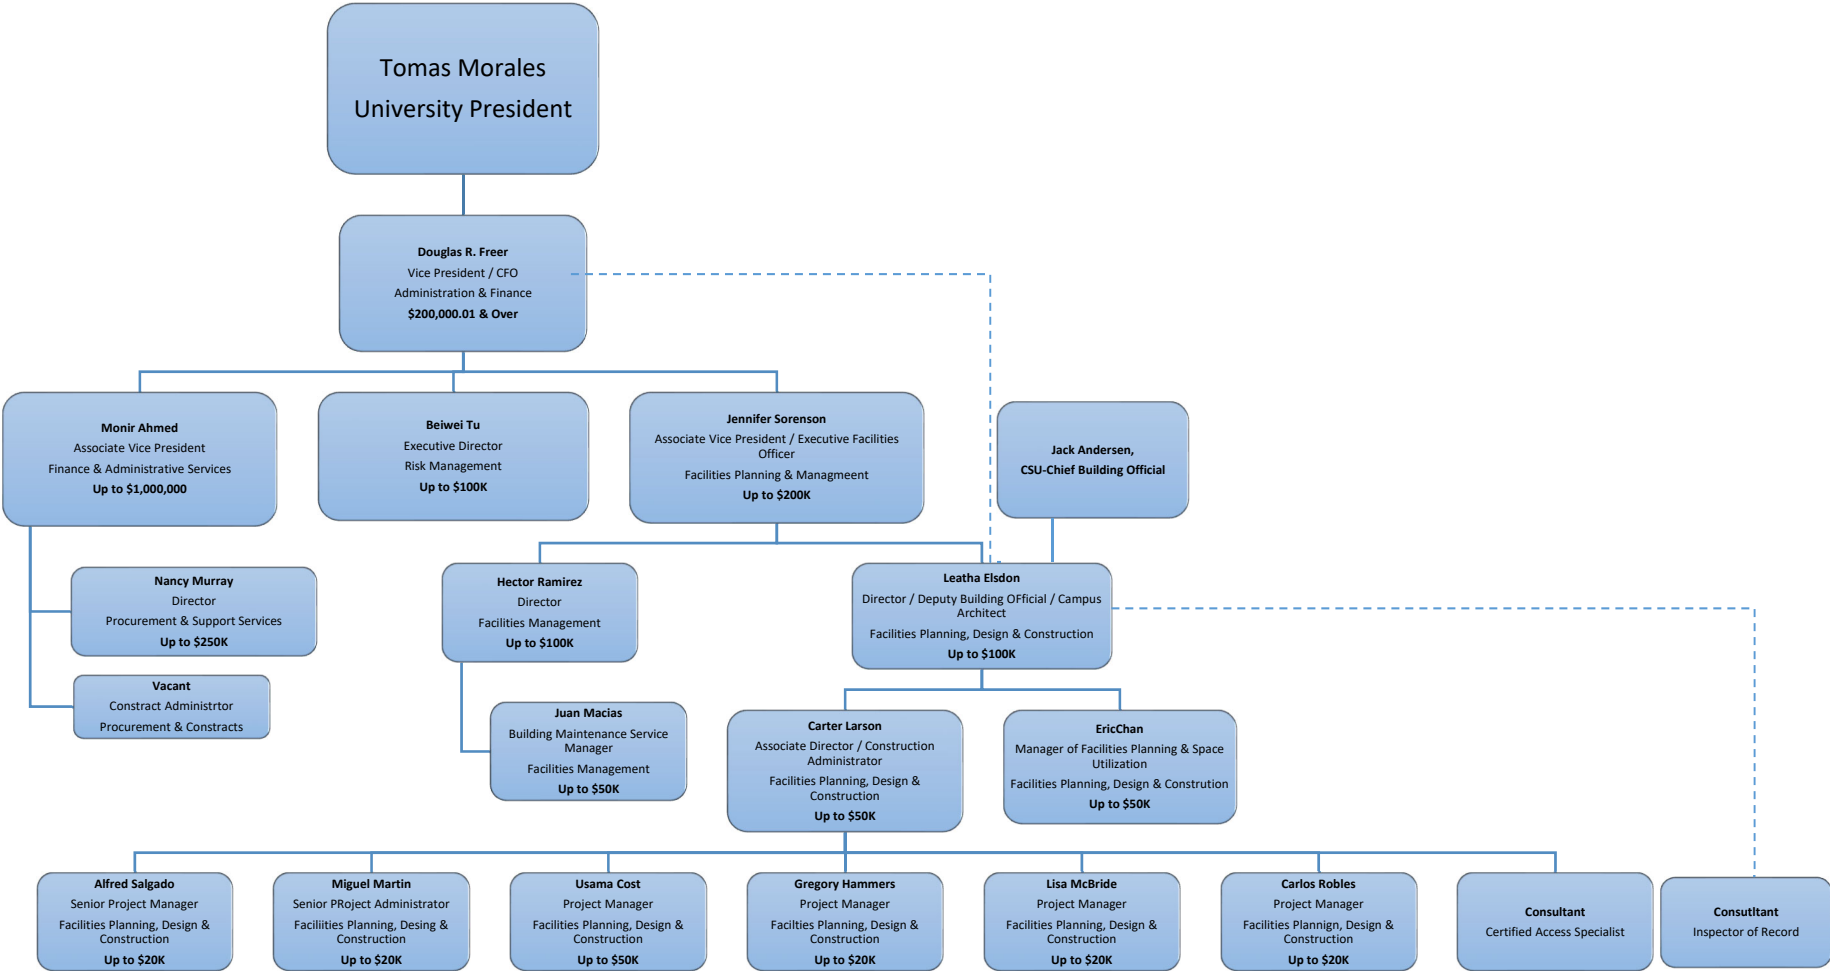 Tomas Morales
University President
Douglas R. Freer
Vice President / CFO
Administration & Finance
$200,000.01 & Over
Monir Ahmed
Associate Vice President
Finance & Administrative Services
Up to $1,000,000
Beiwei Tu
Executive Director
Risk Management
Up to $100K
Jennifer Sorenson
Associate Vice President / Executive Facilities
Officer
Facilities Planning & Managmeent
Up to $200K
Jack Andersen,
CSU-Chief Building Official
Nancy Murray
Director
Procurement & Support Services
Up to $250K
Vacant
Constract Administrtor
Procurement & Constracts
Hector Ramirez
Director
Facilities Management
Up to $100K
Juan Macias
Building Maintenance Service
Manager
Facilities Management
Up to $50K
Leatha Elsdon
Director / Deputy Building OFficial / Campus
Architect
Facilities Planning, Design & Construction
Up to $100K
Carter Larson
Associate Director / Construction
Administrator
Facilities Planning, Design &
Construction
Up to $50K
EricChan
Manager of Facilities Planning & Space
Utilization
Facilities Planning, Design & Constrution
Up to $50K
Alfred Salgado
Senior Project Manager
Facilities Planning, Design &
Construction
Up to $20K
Miguel Martin
Senior PRoject Administrator
Faciliities Planning, Desing &
Construction
Up to $20K
Usama Cost
Project Manager
Facilities Planning, Design &
Construction
Up to $50K
Gregory Hammers
Project Manager
Facilties Planning, Design &
Construction
Up to $20K
Lisa McBride
Project Manager
Facilities Planning, Design &
Construction
Up to $20K
Carlos Robles
Project Manager
Facilties Plannign, Design &
Construction
Up to $20K
Consultant
Certified Access Specialist
Consutltant
Inspector of Record